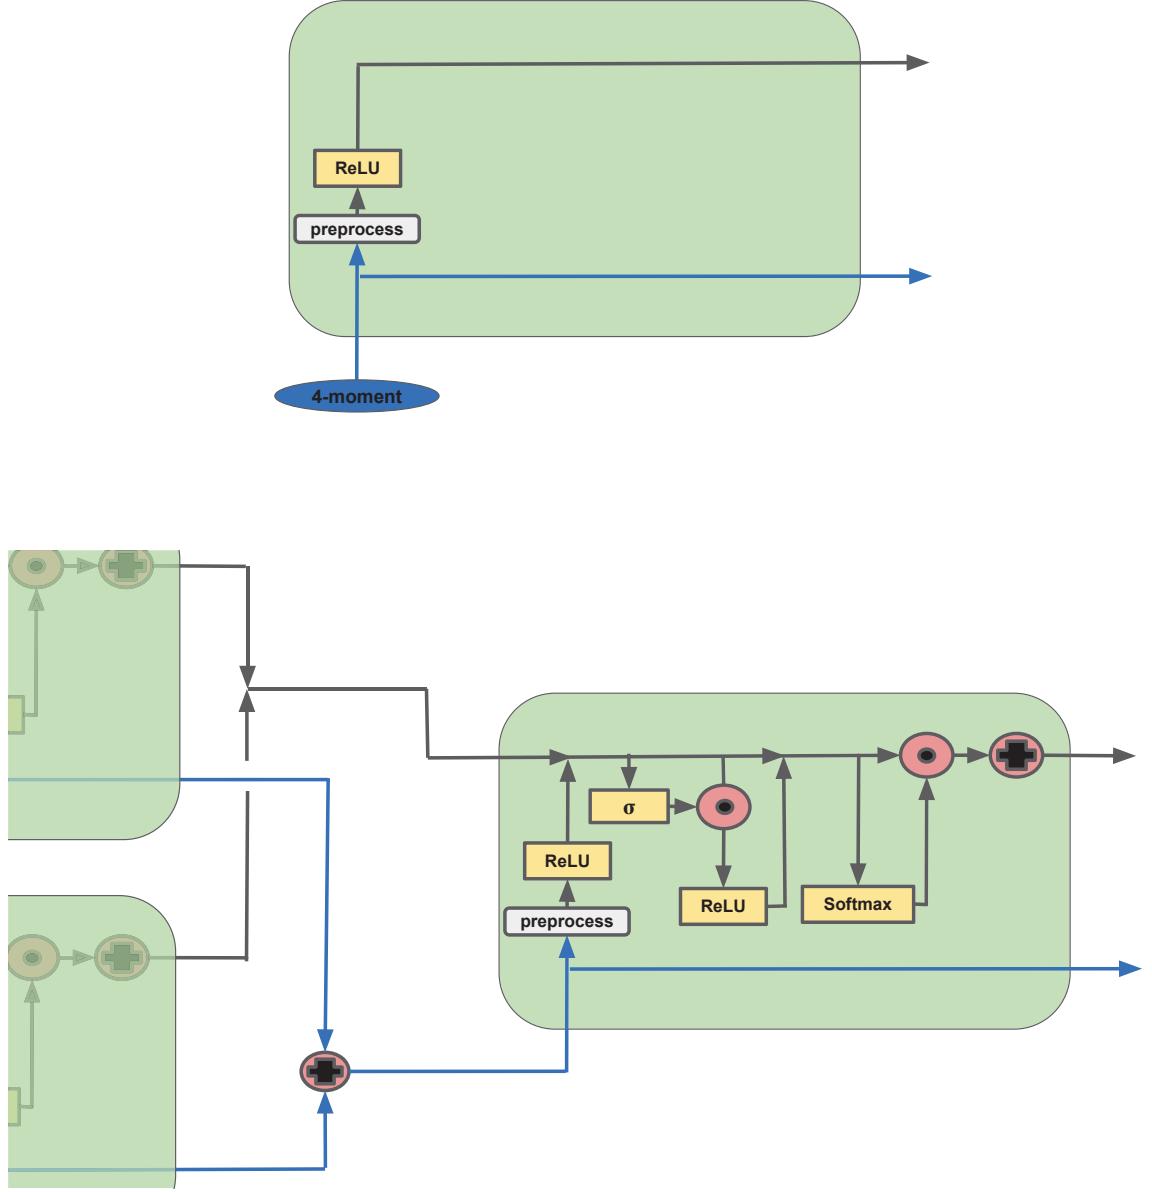 ReLU
preprocess
4-moment
σ
ReLU
ReLU
Softmax
preprocess